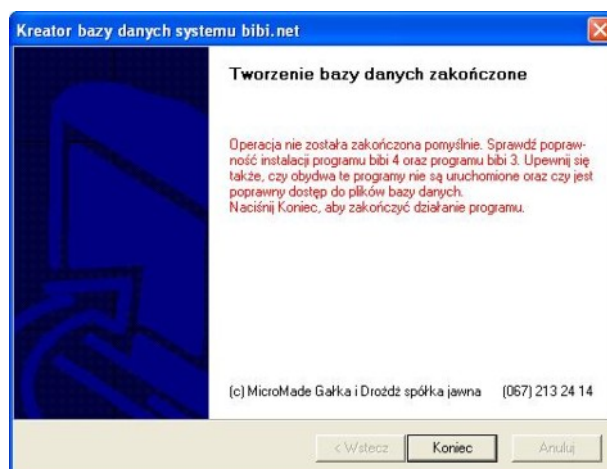 Kreator bazy danych systemu bibi.net
Tworzenie bazy danych zakończone
Operacja nie została zakończona pomyślnie. Sprawdź popraw-
ność instalacji programu bibi 4 oraz programu bibi 3. Upewnij się
także, czy obydwa te programy nie są uruchomione oraz czy jest
poprawny dostęp do plików bazy danych.
Naciśnij Koniec, aby zakończyć działanie programu.
(c) MicroMade Gałka i Drożdż spółka jawna (067) 213 24 14
< Wstecz Koniec Anuluj